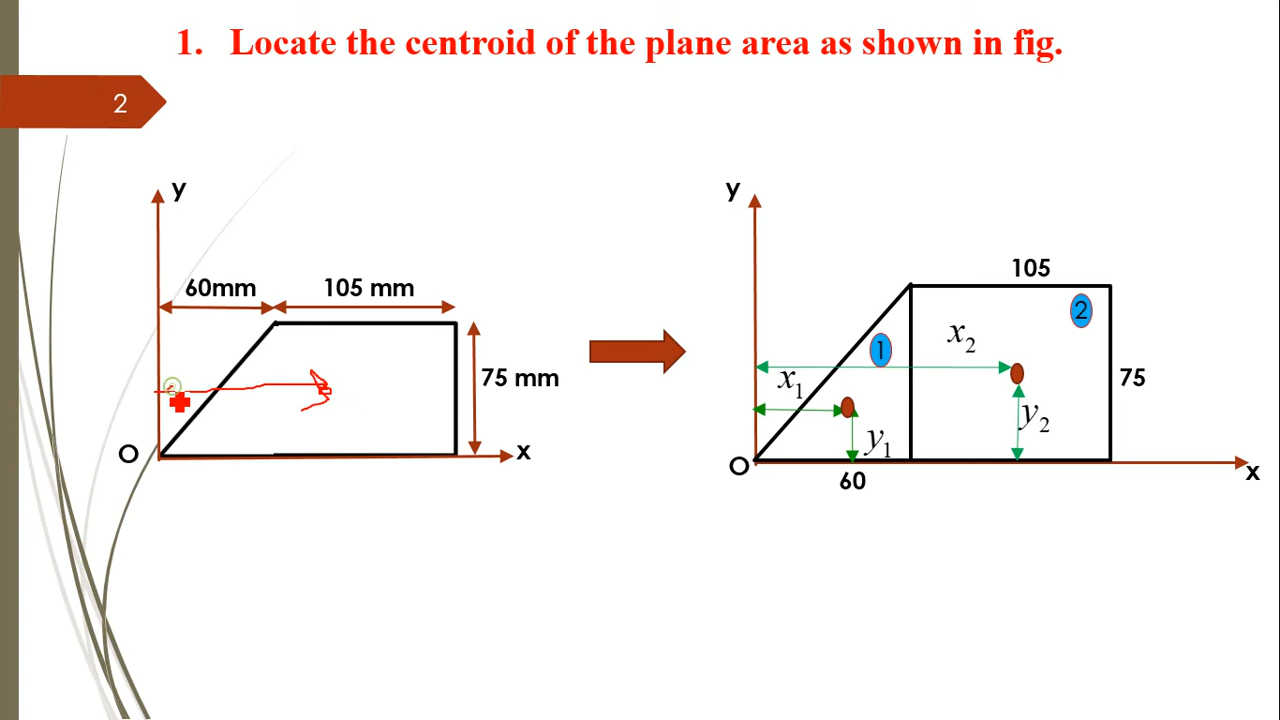 1. Locate the centroid of the plane area as shown in fig.
2
y
60mm
105 mm
75 mm
O
x
y
105
2
1
x2
x1
75
y2
y1
O
60
x